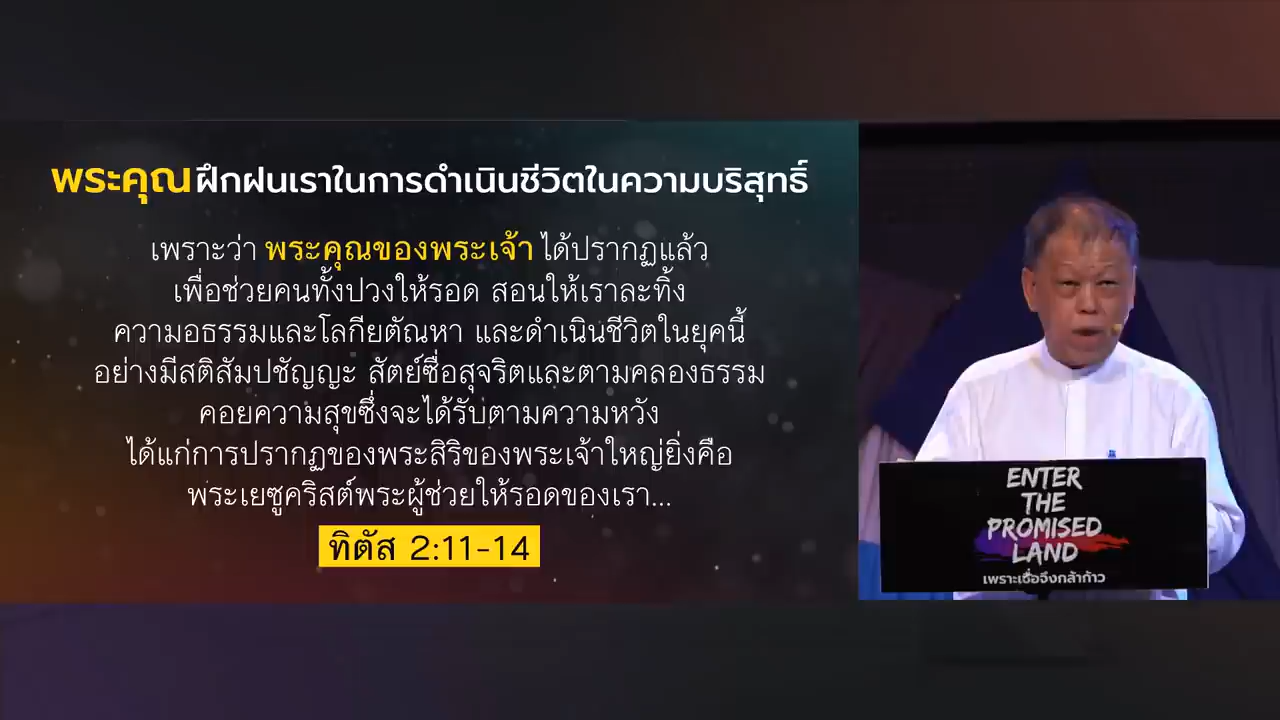 พระคุณฝึกฝนเราในการดำเนินชีวิตในความบริสุทธิ์
เพราะว่า พระคุณของพระเจ้า ได้ปรากฏแล้ว
เพื่อช่วยคนทั้งปวงให้รอด สอนให้เราละทิ้ง
ความอธรรมและโลกียตัณหา และดำเนินชีวิตในยุคนี้
อย่างมีสติสัมปชัญญะ สัตย์ซื่อสุจริตและตามคลองธรรม
คอยความสุขซึ่งจะได้รับตามความหวัง
ได้แก่การปรากฏของพระสิริของพระเจ้าใหญ่ยิ่งคือ
พระเยซูคริสต์พระผู้ช่วยให้รอดของเรา...
ทิตัส 2:11-14
ENTER
THE
PROMISED
LAND
เพราะเชื่อจึงกล้าก้าว